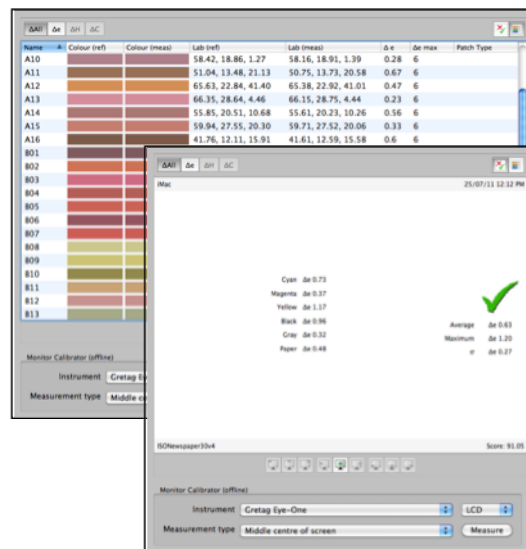 ΔAll Δe ΔH ΔC
Name Colour (ref) Colour (meas) Lab (ref) Lab (meas) Δ e Δe max Patch Type
A10 58.42, 18.86, 1.27 58.16, 18.91, 1.39 0.28 6
A11 51.04, 13.48, 21.13 50.75, 13.73, 20.58 0.67 6
A12 65.63, 22.84, 41.40 65.38, 22.92, 41.01 0.47 6
A13 66.35, 28.64, 4.46 66.15, 28.75, 4.44 0.23 6
A14 55.85, 20.51, 10.68 55.61, 20.23, 10.26 0.56 6
A15 59.94, 27.55, 20.30 59.71, 27.52, 20.06 0.33 6
A16 41.76, 12.11, 15.91 41.61, 12.59, 15.58 0.6 6
B01
B02
B03
B04
B05
B06
B07
B08
B09
B10
B11
B12
B13
Monitor Calibrator (offline)
Instrument Gretag Ey
Measurement type Middle ce
ΔAll Δe ΔH ΔC
iMac 25/07/11 12:12 PM
Cyan Δe 0.73
Magenta Δe 0.37
Yellow Δe 1.17
Black Δe 0.96
Gray Δe 0.32
Paper Δe 0.48
Average Δe 0.63
Maximum Δe 1.20
σ Δe 0.27
ISONewspaper30v4 Score: 91.05
Monitor Calibrator (offline)
Instrument Gretag Eye-One LCD
Measurement type Middle centre of screen Measure